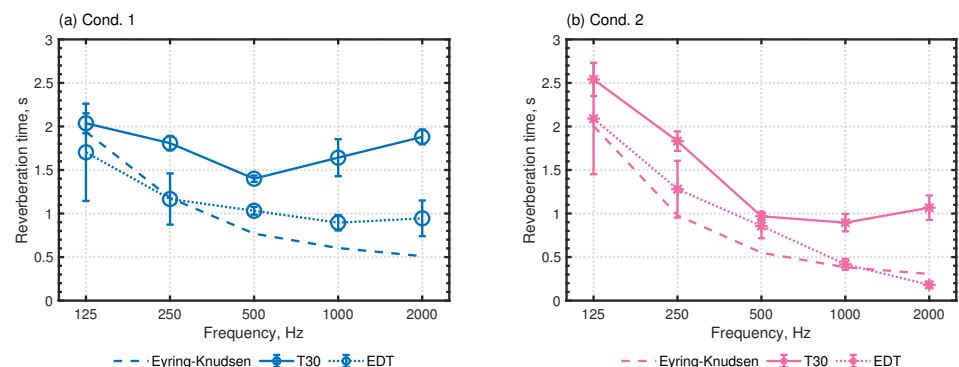 (a) Cond. 1
3
2.5
2
1.5
1
0.5
0
Reverberation time, s
125 250 500 1000 2000
Frequency, Hz
Eyring-Knudsen T30 EDT
(b) Cond. 2
3
2.5
2
1.5
1
0.5
0
Reverberation time, s
125 250 500 1000 2000
Frequency, Hz
Eyring-Knudsen T30 EDT